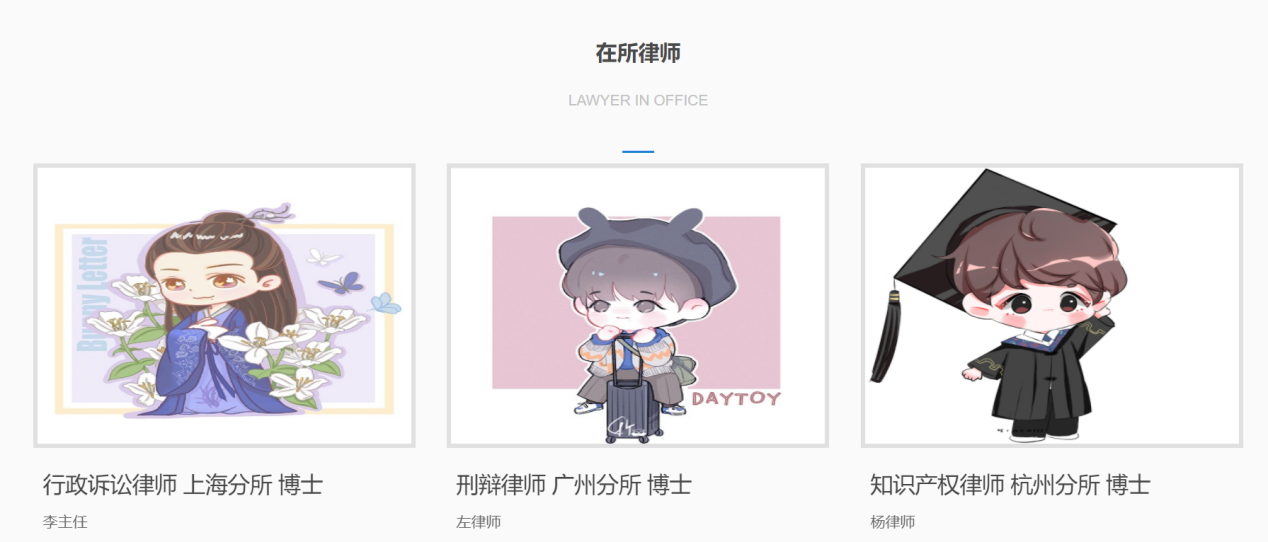 在所律师
LAWYER IN OFFICE
Bunny Letter
DAYTOY
行政诉讼律师 上海分所 博士
刑辩律师 广州分所 博士
知识产权律师 杭州分所 博士
李主任
左律师
杨律师